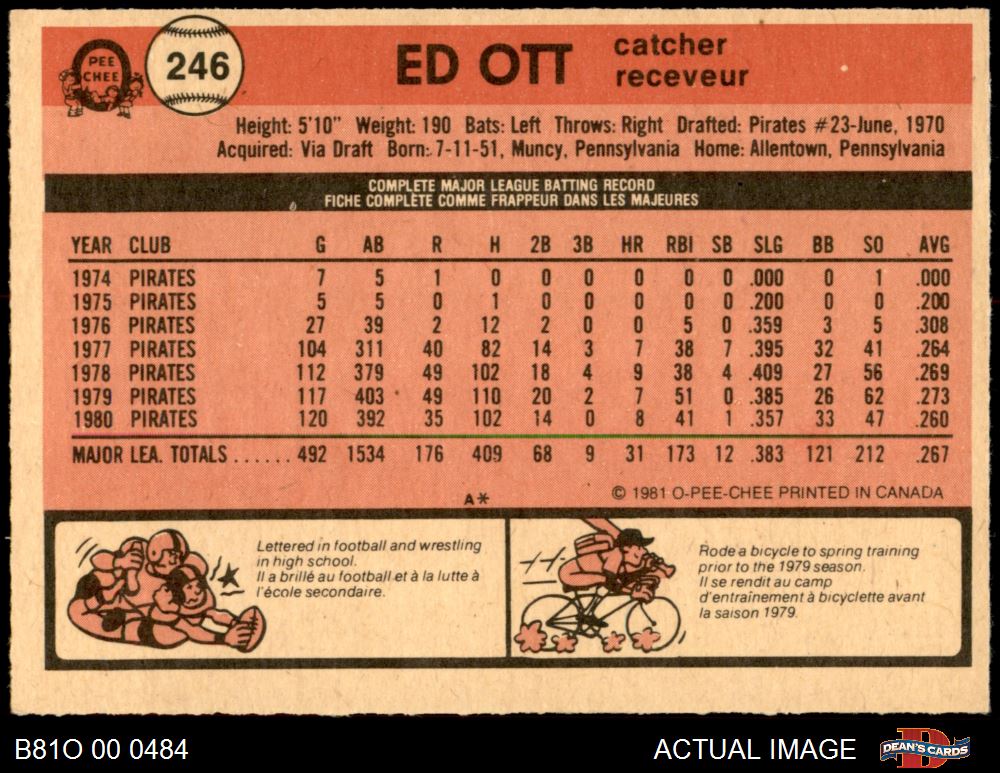 PEE
CHEE
246
ED OTT
catcher
receveur
Height: 5'10" Weight: 190 Bats: Left Throws: Right Drafted: Pirates #23-June, 1970
Acquired: Via Draft Born: 7-11-51, Muncy, Pennsylvania Home: Allentown, Pennsylvania
COMPLETE MAJOR LEAGUE BATTING RECORD
FICHE COMPLÈTE COMME FRAPPEUR DANS LES MAJEURES
YEAR CLUB G AB R H 2B 3B HR RBI SB SLG BB SO AVG
1974 PIRATES 7 5 1 0 0 0 0 0 0 .000 0 1 .000
1975 PIRATES 5 5 0 1 0 0 0 0 0 .200 0 0 .200
1976 PIRATES 27 39 2 12 2 0 0 5 0 .359 3 5 .308
1977 PIRATES 104 311 40 82 14 3 7 38 7 .395 32 41 .264
1978 PIRATES 112 379 49 102 18 4 9 38 4 .409 27 56 .269
1979 PIRATES 117 403 49 110 20 2 7 51 0 .385 26 62 .273
1980 PIRATES 120 392 35 102 14 0 8 41 1 .357 33 47 .260
MAJOR LEA. TOTALS ...... 492 1534 176 409 68 9 31 173 12 .383 121 212 .267
A* © 1981 O-PEE-CHEE PRINTED IN CANADA
Lettered in football and wrestling
in high school.
Il a brillé au football et à la lutte à
l'école secondaire.
Rode a bicycle to spring training
prior to the 1979 season.
Il se rendit au camp
d'entraînement à bicyclette avant
la saison 1979.
B81O 00 0484
ACTUAL IMAGE
DEAN'S CARDS